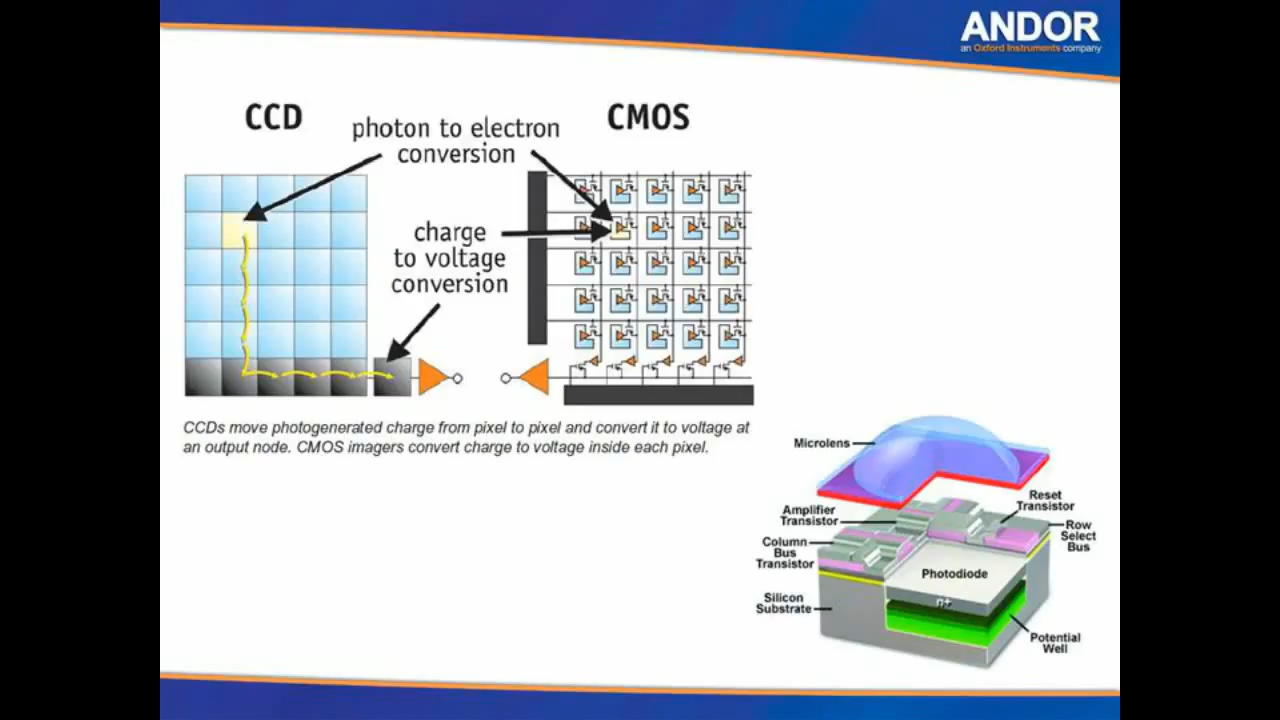 ANDOR
an Oxford Instruments company
CCD
photon to electron
conversion
CMOS
charge
to voltage
conversion
CCDs move photogenerated charge from pixel to pixel and convert it to voltage at
an output node. CMOS imagers convert charge to voltage inside each pixel.
Microlens
Amplifier
Transistor
Reset
Transistor
Row
Select
Bus
Column
Bus
Transistor
Photodiode
n+
Silicon
Substrate
Potential
Well